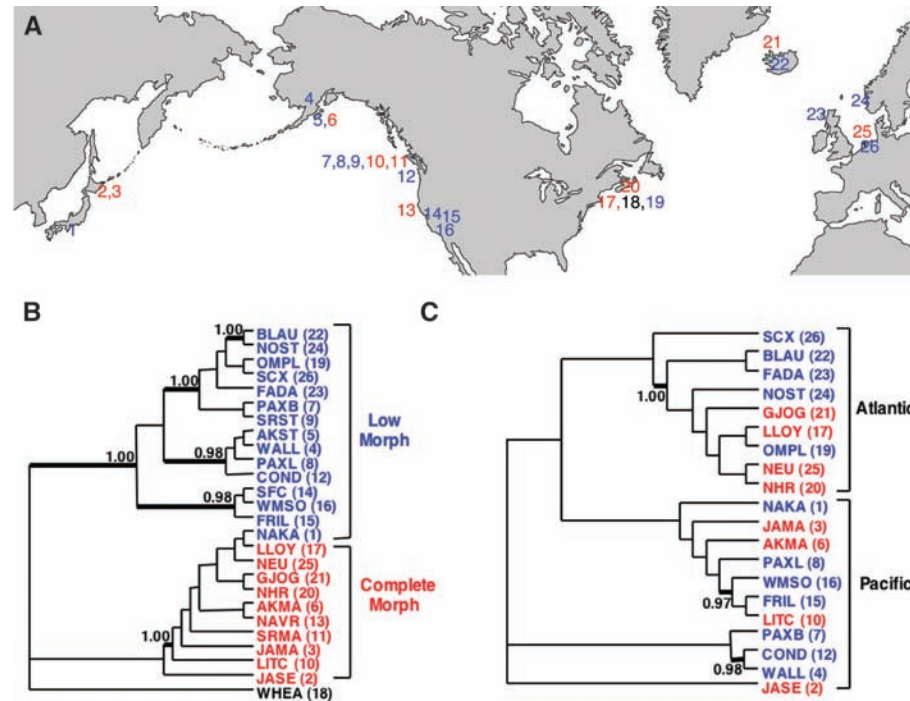 A
21
22
4
5,6
24
23
25
26
7,8,9,10,11
12
2,3
20
17,18,19
13
14
15
16
1
B
1.00
BLAU (22)
NOST (24)
OMPL (19)
1.00
SCX (26)
FADA (23)
PAXB (7)
SRST (9)
Low
Morph
AKST (5)
1.00
0.98
WALL (4)
PAXL (8)
COND (12)
0.98
SFC (14)
WMSO (16)
FRIL (15)
NAKA (1)
LLOY (17)
NEU (25)
GJOG (21)
NHR (20)
Complete
Morph
AKMA (6)
NAVR (13)
1.00
SRMA (11)
JAMA (3)
LITC (10)
JASE (2)
WHEA (18)
C
SCX (26)
BLAU (22)
FADA (23)
1.00
NOST (24)
GJOG (21)
Atlantic
LLOY (17)
OMPL (19)
NEU (25)
NHR (20)
NAKA (1)
JAMA (3)
AKMA (6)
PAXL (8)
WMSO (16)
Pacific
0.97
FRIL (15)
LITC (10)
PAXB (7)
COND (12)
0.98
WALL (4)
JASE (2)